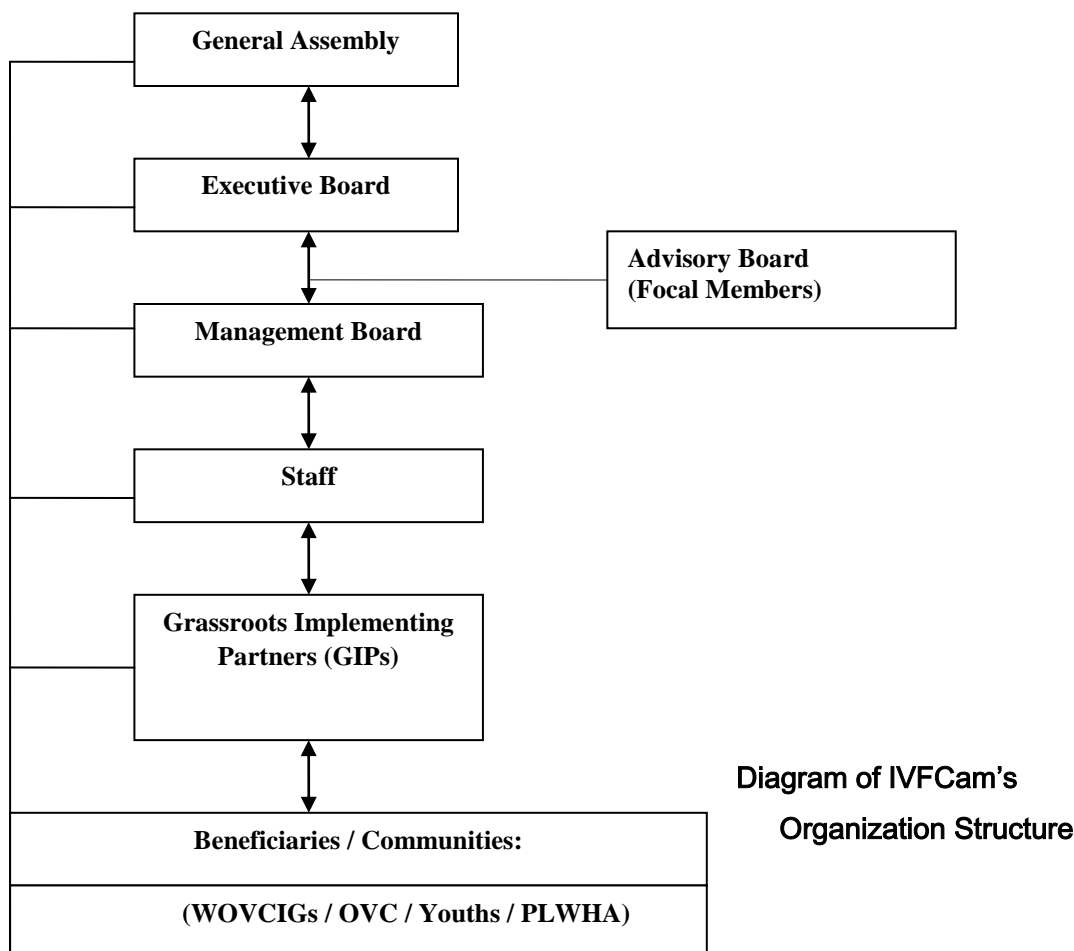 General Assembly
Executive Board
Advisory Board
(Focal Members)
Management Board
Staff
Grassroots Implementing
Partners (GIPs)
Diagram of IVFCam's
Organization Structure
Beneficiaries / Communities:
(WOVCIGs / OVC / Youths / PLWHA)